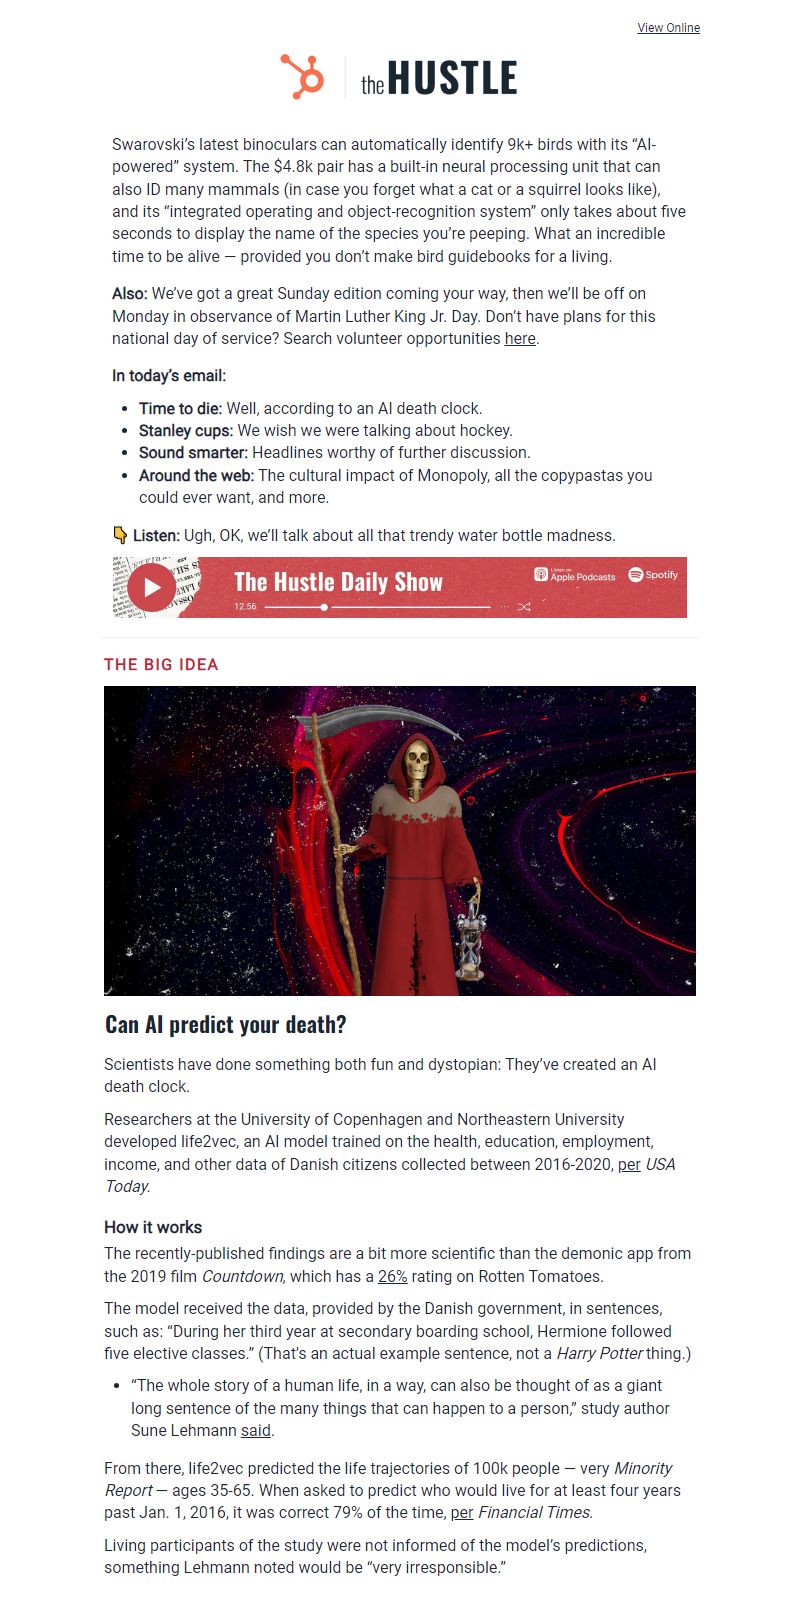 View Online
the HUSTLE
Swarovski’s latest binoculars can automatically identify 9k+ birds with its “AI-
powered” system. The $4.8k pair has a built-in neural processing unit that can
also ID many mammals (in case you forget what a cat or a squirrel looks like),
and its “integrated operating and object-recognition system” only takes about five
seconds to display the name of the species you’re peeping. What an incredible
time to be alive — provided you don’t make bird guidebooks for a living.
Also: We’ve got a great Sunday edition coming your way, then we’ll be off on
Monday in observance of Martin Luther King Jr. Day. Don’t have plans for this
national day of service? Search volunteer opportunities here.
In today’s email:
• Time to die: Well, according to an AI death clock.
• Stanley cups: We wish we were talking about hockey.
• Sound smarter: Headlines worthy of further discussion.
• Around the web: The cultural impact of Monopoly, all the copypastas you
could ever want, and more.
👇 Listen: Ugh, OK, we’ll talk about all that trendy water bottle madness.
The Hustle Daily Show
Listen on
Apple Podcasts
Spotify
12:56
THE BIG IDEA
Can AI predict your death?
Scientists have done something both fun and dystopian: They’ve created an AI
death clock.
Researchers at the University of Copenhagen and Northeastern University
developed life2vec, an AI model trained on the health, education, employment,
income, and other data of Danish citizens collected between 2016-2020, per USA
Today.
How it works
The recently-published findings are a bit more scientific than the demonic app from
the 2019 film Countdown, which has a 26% rating on Rotten Tomatoes.
The model received the data, provided by the Danish government, in sentences,
such as: “During her third year at secondary boarding school, Hermione followed
five elective classes.” (That’s an actual example sentence, not a Harry Potter thing.)
• “The whole story of a human life, in a way, can also be thought of as a giant
long sentence of the many things that can happen to a person,” study author
Sune Lehmann said.
From there, life2vec predicted the life trajectories of 100k people — very Minority
Report — ages 35-65. When asked to predict who would live for at least four years
past Jan. 1, 2016, it was correct 79% of the time, per Financial Times.
Living participants of the study were not informed of the model’s predictions,
something Lehmann noted would be “very irresponsible.”